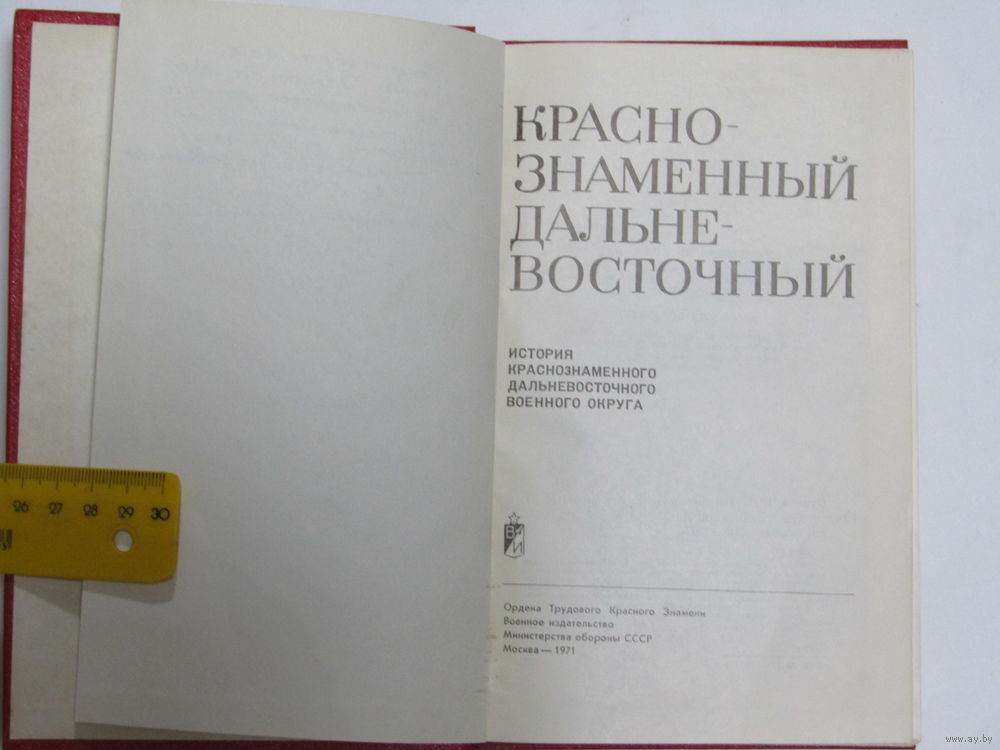 КРАСНО-
ЗНАМЕННЫЙ
ДАЛЬНЕ-
ВОСТОЧНЫЙ
ИСТОРИЯ
КРАСНОЗНАМЕННОГО
ДАЛЬНЕВОСТОЧНОГО
ВОЕННОГО ОКРУГА
26 27 28 29 30
В И
Ордена Трудового Красного Знамени
Военное издательство
Министерства обороны СССР
Москва — 1971
www.ay.by